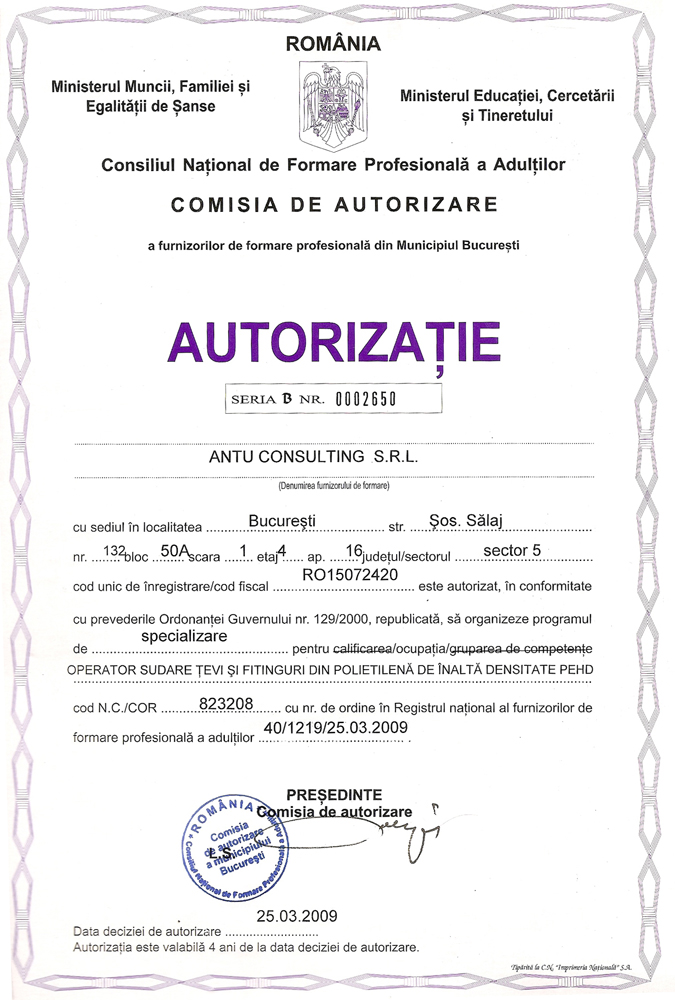 ROMÂNIA
Ministerul Muncii, Familiei și
Egalității de Șanse
Ministerul Educației, Cercetării
și Tineretului
Consiliul Național de Formare Profesională a Adulților
COMISIA DE AUTORIZARE
a furnizorilor de formare profesională din Municipiul București
AUTORIZAȚIE
SERIA B NR. 0002650
ANTU CONSULTING S.R.L.
(Denumirea furnizorului de formare)
cu sediul în localitatea București str. Șos. Sălaj
nr. 132 bloc 50A scara 1 etaj 4 ap. 16 județul/sectorul sector 5
cod unic de înregistrare/cod fiscal RO15072420 este autorizat, în conformitate
cu prevederile Ordonanței Guvernului nr. 129/2000, republicată, să organizeze programul
de specializare pentru calificarea/ocupația/gruparea de competențe
OPERATOR SUDARE ȚEVI ȘI FITINGURI DIN POLIETILENĂ DE ÎNALTĂ DENSITATE PEHD
cod N.C./COR 823208 cu nr. de ordine în Registrul național al furnizorilor de
formare profesională a adulților 40/1219/25.03.2009
PREȘEDINTE
Comisia de autorizare
ROMÂNIA
Comisia
de autorizare
a municipiului
București
Consiliul Național de Formare Profesională a Adulților
L.S.
25.03.2009
Data deciziei de autorizare
Autorizația este valabilă 4 ani de la data deciziei de autorizare.
Tipărită la C.N. "Imprimeria Națională" S.A.